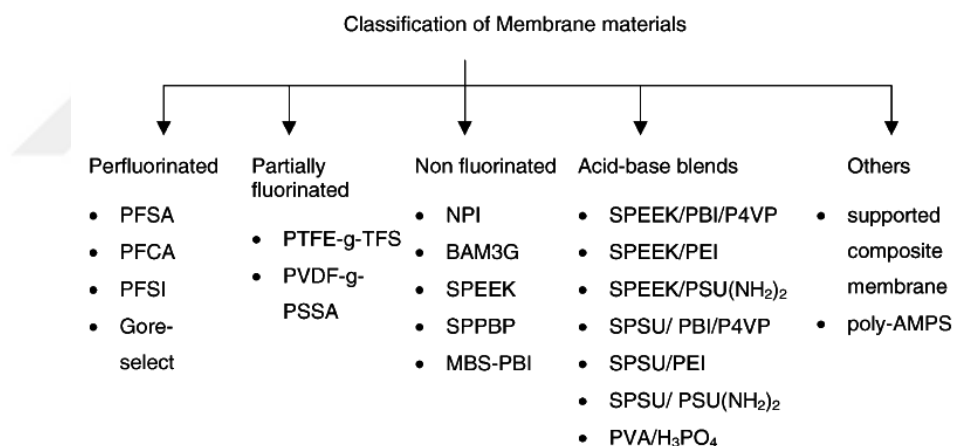 Classification of Membrane materials
Perfluorinated
• PFSA
• PFCA
• PFSI
• Gore-
select
Partially
fluorinated
• PTFE-g-TFS
• PVDF-g-
PSSA
Non fluorinated
• NPI
• BAM3G
• SPEEK
• SPPBP
• MBS-PBI
Acid-base blends
• SPEEK/PBI/P4VP
• SPEEK/PEI
• SPEEK/PSU(NH₂)₂
• SPSU/ PBI/P4VP
• SPSU/PEI
• SPSU/ PSU(NH₂)₂
• PVA/H₃PO₄
Others
• supported
composite
membrane
• poly-AMPS